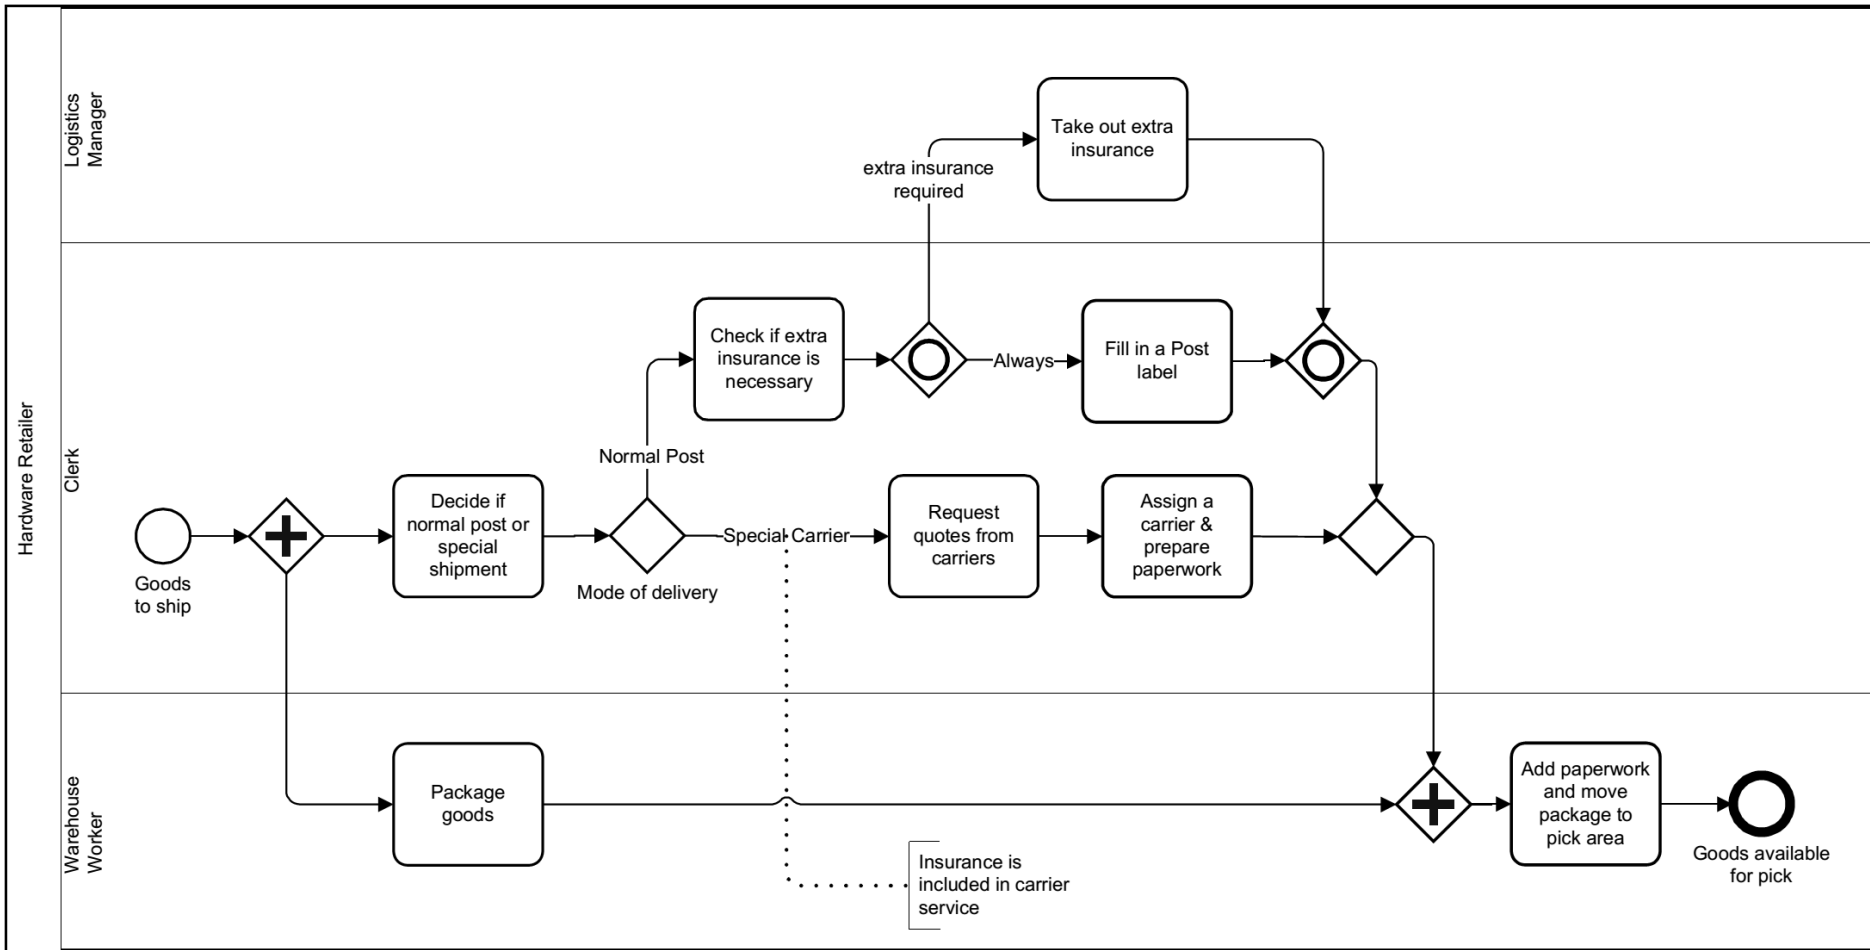 Hardware Retailer
Logistics
Manager
Take out extra
insurance
extra insurance
required
Clerk
Check if extra
insurance is
necessary
Always
Fill in a Post
label
Normal Post
Goods
to ship
Decide if
normal post or
special
shipment
Mode of delivery
Special Carrier
Request
quotes from
carriers
Assign a
carrier &
prepare
paperwork
Warehouse
Worker
Package
goods
Insurance is
included in carrier
service
Add paperwork
and move
package to
pick area
Goods available
for pick